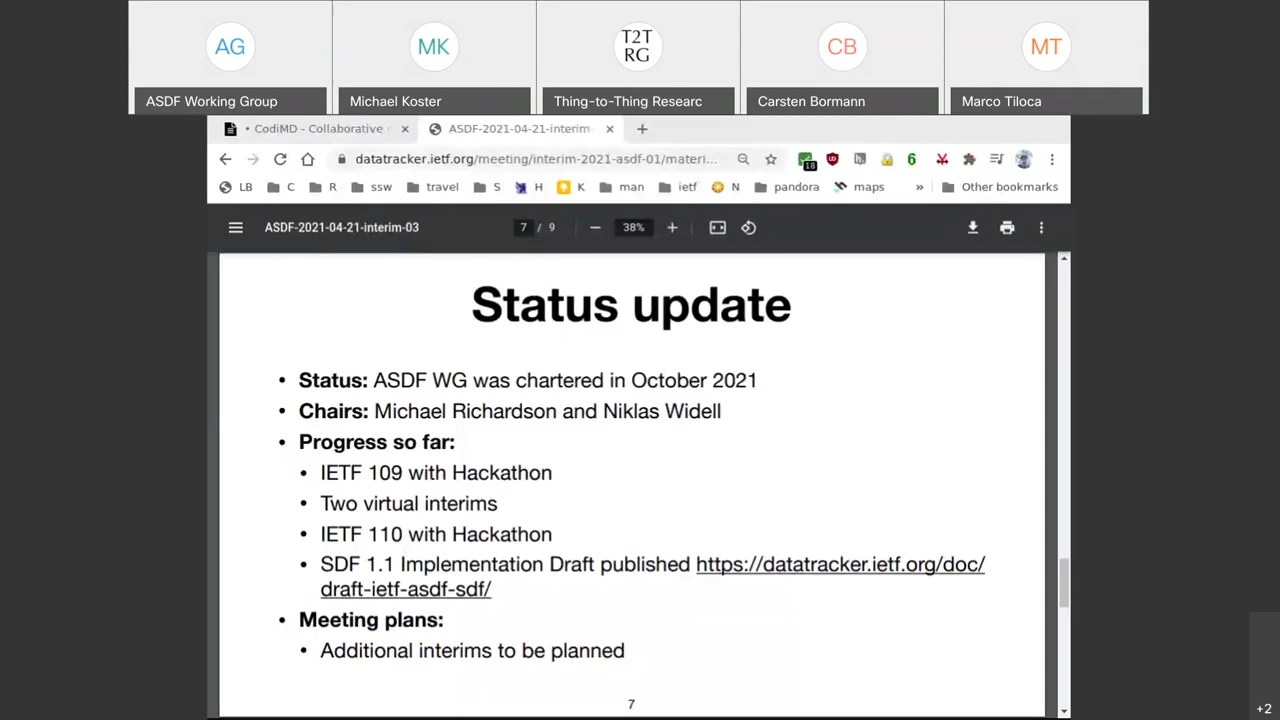 AG
MK
T2T
RG
CB
MT
ASDF Working Group
Michael Koster
Thing-to-Thing Researc
Carsten Bormann
Marco Tiloca
CodiMD - Collaborative
ASDF-2021-04-21-interim-
datatracker.ietf.org/meeting/interim-2021-asdf-01/materi...
18
6
LB
C
R
ssw
travel
S
H
K
man
ietf
N
pandora
maps
»
Other bookmarks
ASDF-2021-04-21-interim-03
7 / 9
38%
Status update
• Status: ASDF WG was chartered in October 2021
• Chairs: Michael Richardson and Niklas Widell
• Progress so far:
• IETF 109 with Hackathon
• Two virtual interims
• IETF 110 with Hackathon
• SDF 1.1 Implementation Draft published https://datatracker.ietf.org/doc/
draft-ietf-asdf-sdf/
• Meeting plans:
• Additional interims to be planned
7
+2